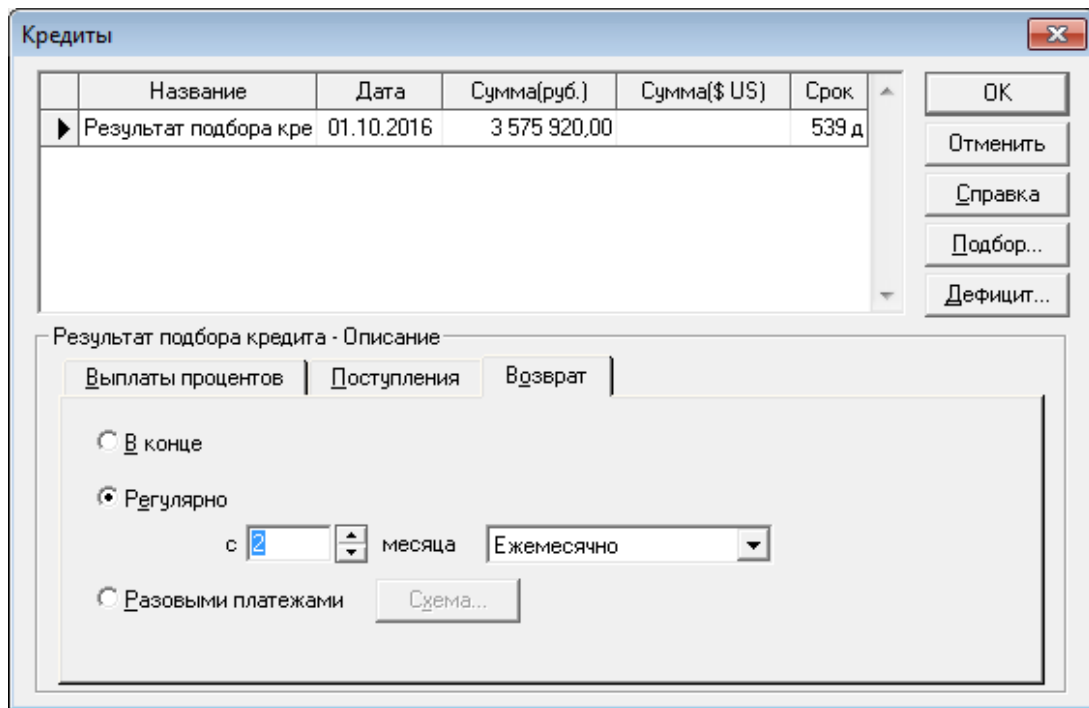 Кредиты
Название Дата Сумма(руб.) Сумма($ US) Срок
Результат подбора кре 01.10.2016 3 575 920,00 539 д
OK
Отменить
Справка
Подбор...
Дефицит...
Результат подбора кредита - Описание
Выплаты процентов Поступления Возврат
В конце
Регулярно
с 2 месяца Ежемесячно
Разовыми платежами Схема...